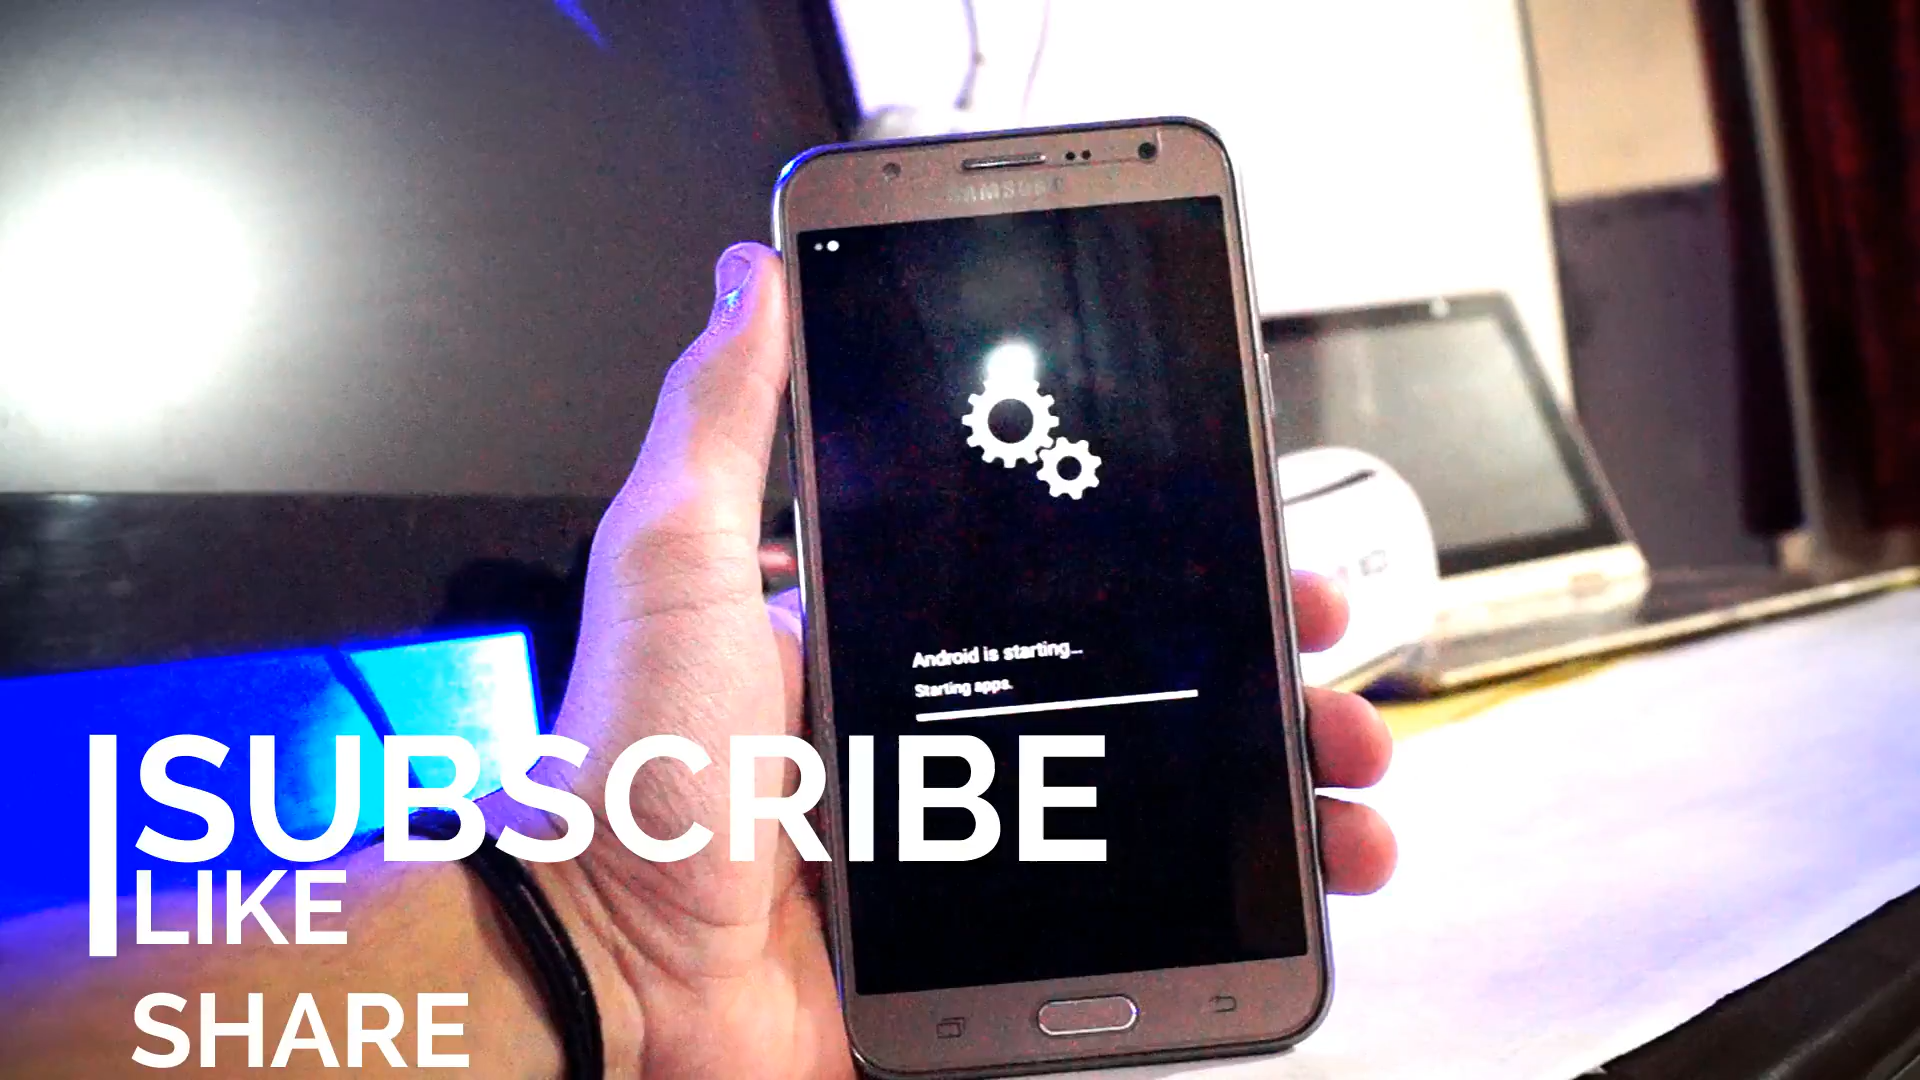 SAMSUNG
Android is starting...
Starting apps.
SUBSCRIBE
LIKE
SHARE